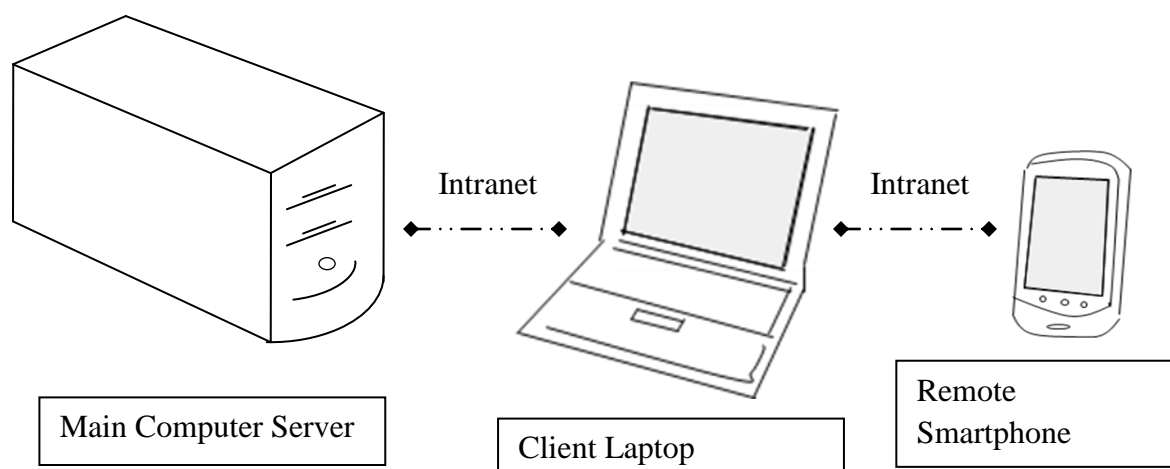 Intranet
Intranet
Main Computer Server
Client Laptop
Remote
Smartphone